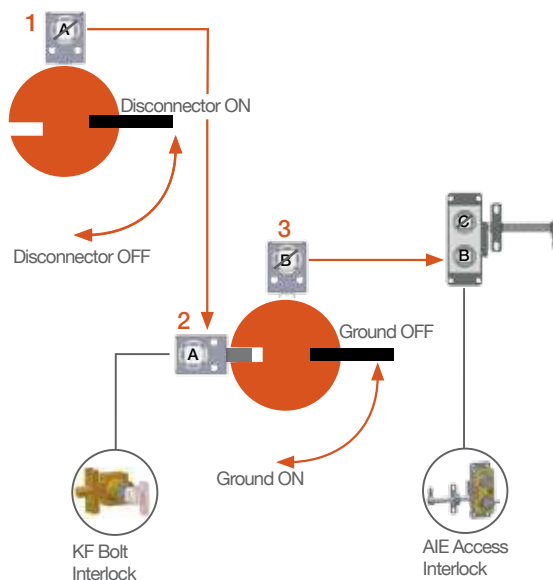 1
A
Disconnector ON
Disconnector OFF
3
B
C
B
2
A
Ground OFF
Ground ON
KF Bolt
Interlock
AIE Access
Interlock